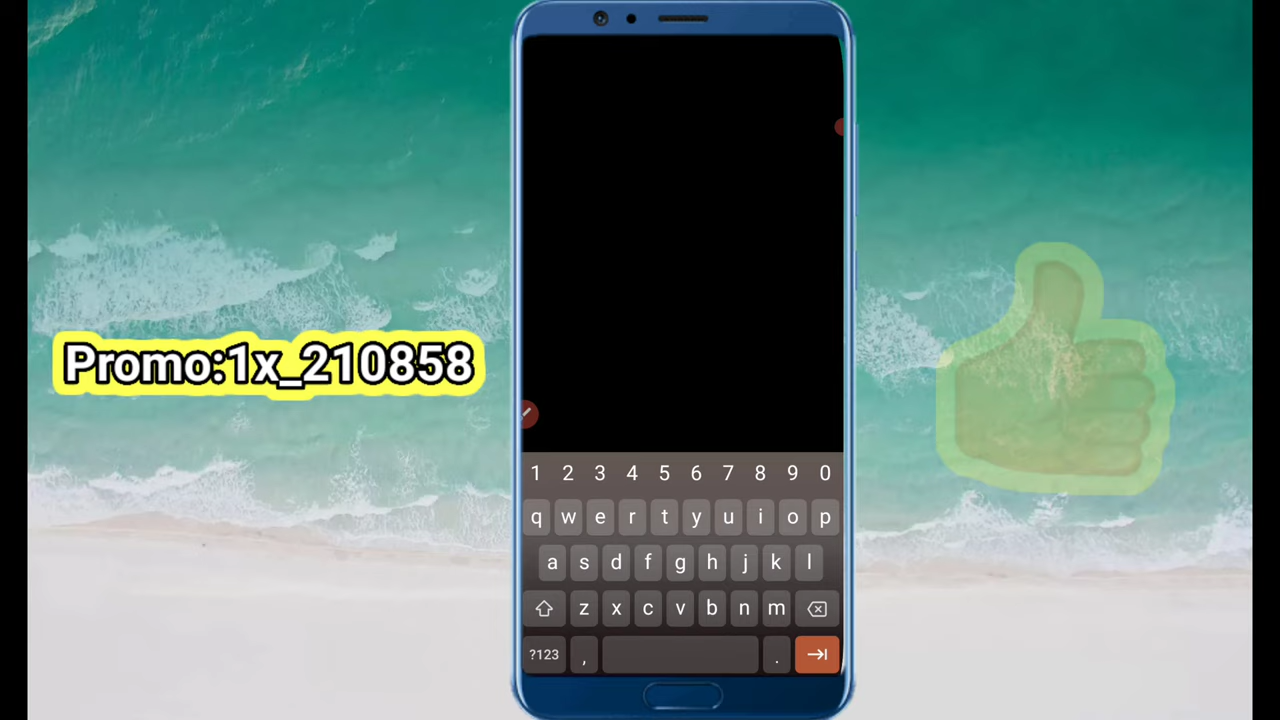 Promo:1x_210858
1 2 3 4 5 6 7 8 9 0
q w e r t y u i o p
a s d f g h j k l
z x c v b n m
?123 , .